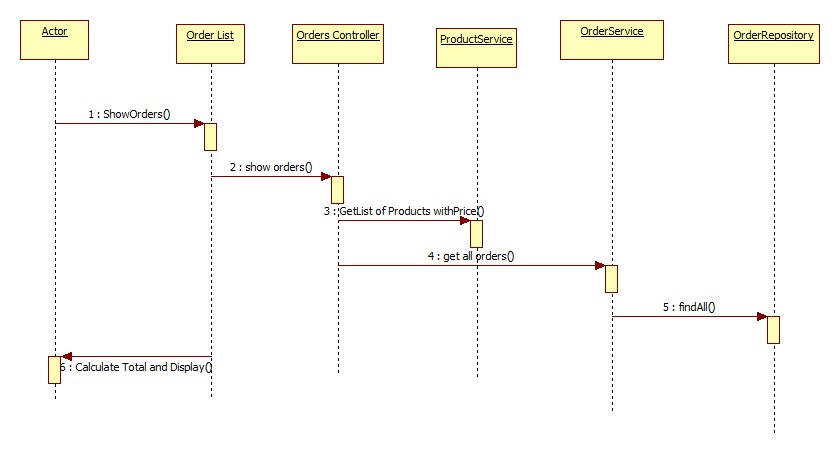 Actor
Order List
Orders Controller
ProductService
OrderService
OrderRepository
1 : ShowOrders()
2 : show orders()
3 : GetList of Products withPrice()
4 : get all orders()
5 : findAll()
6 : Calculate Total and Display()